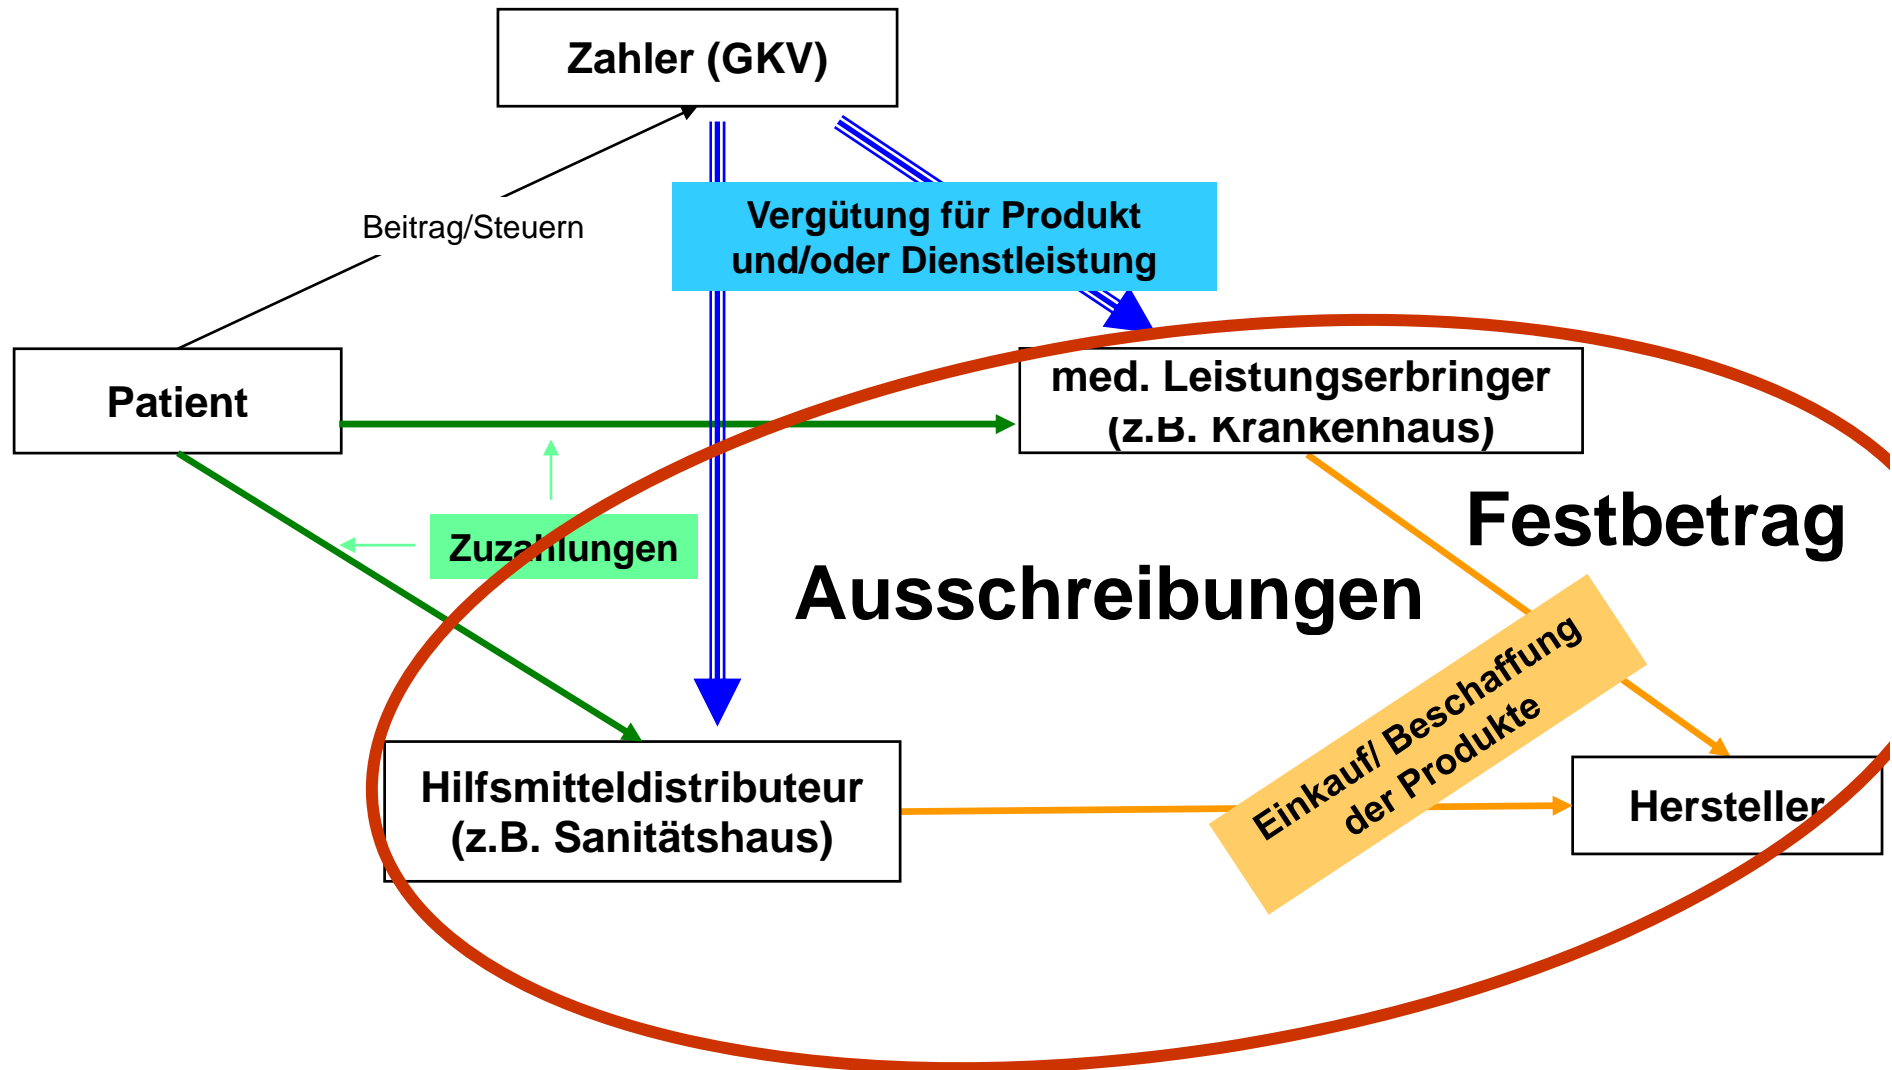 Zahler (GKV)
Beitrag/Steuern
Vergütung für Produkt
und/oder Dienstleistung
Patient
med. Leistungserbringer
(z.B. Krankenhaus)
Festbetrag
Zuzahlungen
Ausschreibungen
Einkauf/ Beschaffung
der Produkte
Hilfsmitteldistributeur
(z.B. Sanitätshaus)
Hersteller